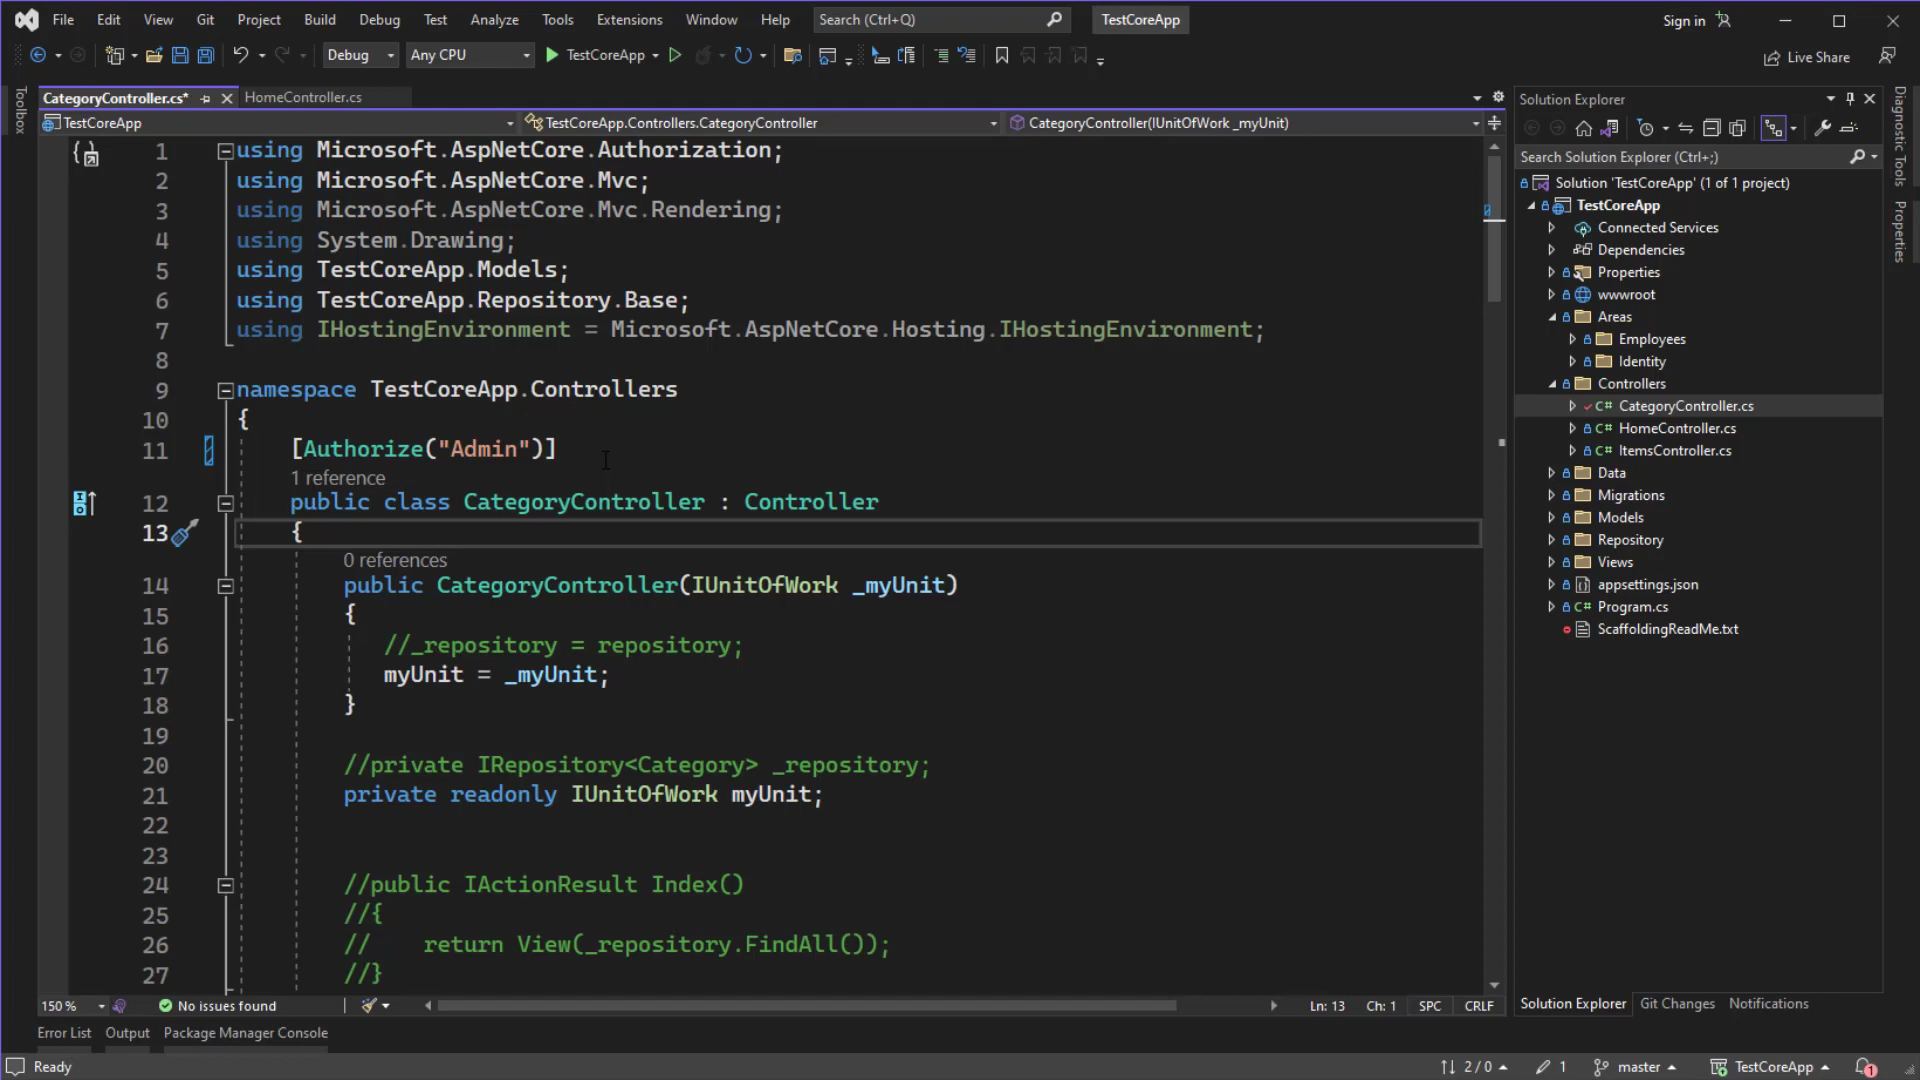 File Edit View Git Project Build Debug Test Analyze Tools Extensions Window Help Search (Ctrl+Q) TestCoreApp Sign in
Debug Any CPU TestCoreApp Live Share
Toolbox
CategoryController.cs* HomeController.cs
TestCoreApp TestCoreApp.Controllers.CategoryController CategoryController(IUnitOfWork _myUnit)
1 using Microsoft.AspNetCore.Authorization;
2 using Microsoft.AspNetCore.Mvc;
3 using Microsoft.AspNetCore.Mvc.Rendering;
4 using System.Drawing;
5 using TestCoreApp.Models;
6 using TestCoreApp.Repository.Base;
7 using IHostingEnvironment = Microsoft.AspNetCore.Hosting.IHostingEnvironment;
8
9 namespace TestCoreApp.Controllers
10 {
11 [Authorize("Admin")]
1 reference
12 public class CategoryController : Controller
13 {
0 references
14 public CategoryController(IUnitOfWork _myUnit)
15 {
16 //_repository = repository;
17 myUnit = _myUnit;
18 }
19
20 //private IRepository<Category> _repository;
21 private readonly IUnitOfWork myUnit;
22
23
24 //public IActionResult Index()
25 //{
26 // return View(_repository.FindAll());
27 //}
150 % No issues found Ln: 13 Ch: 1 SPC CRLF
Solution Explorer
Search Solution Explorer (Ctrl+;)
Solution 'TestCoreApp' (1 of 1 project)
TestCoreApp
Connected Services
Dependencies
Properties
wwwroot
Areas
Employees
Identity
Controllers
C# CategoryController.cs
C# HomeController.cs
C# ItemsController.cs
Data
Migrations
Models
Repository
Views
appsettings.json
C# Program.cs
ScaffoldingReadMe.txt
Solution Explorer Git Changes Notifications
Diagnostic Tools
Properties
Error List Output Package Manager Console
Ready 2 / 0 1 master TestCoreApp 1